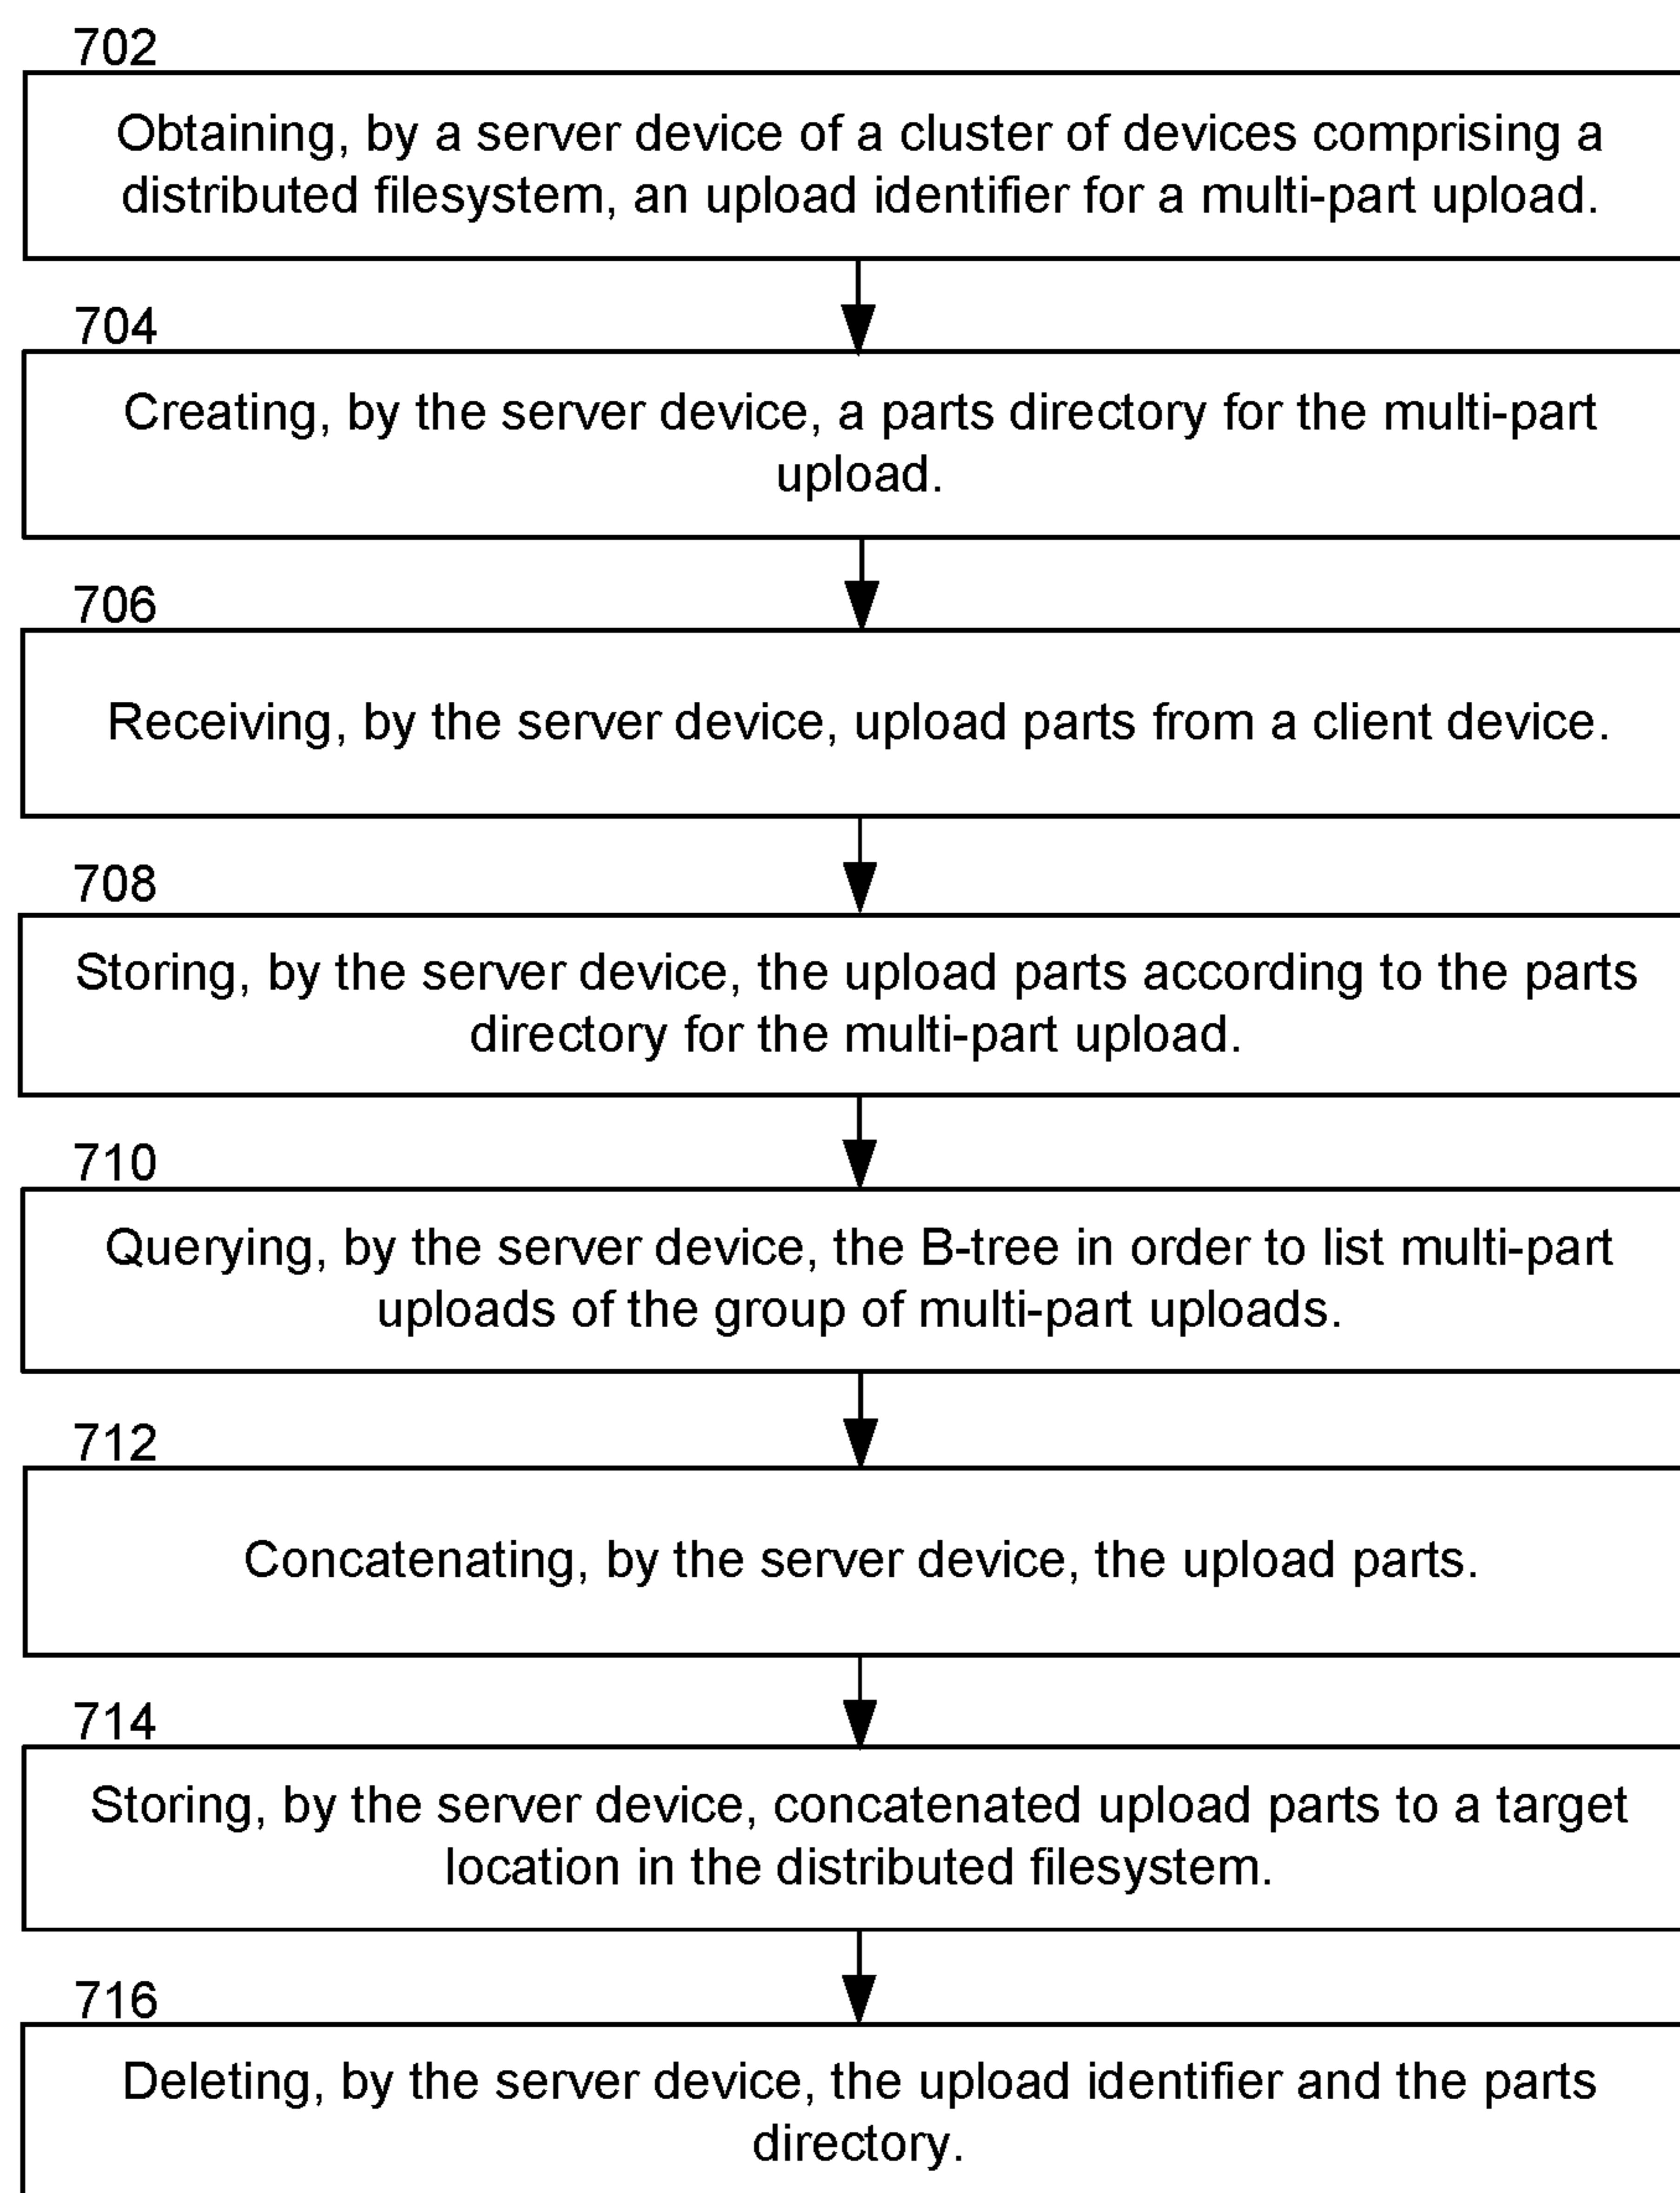 702
Obtaining, by a server device of a cluster of devices comprising a
distributed filesystem, an upload identifier for a multi-part upload.
704
Creating, by the server device, a parts directory for the multi-part
upload.
706
Receiving, by the server device, upload parts from a client device.
708
Storing, by the server device, the upload parts according to the parts
directory for the multi-part upload.
710
Querying, by the server device, the B-tree in order to list multi-part
uploads of the group of multi-part uploads.
712
Concatenating, by the server device, the upload parts.
714
Storing, by the server device, concatenated upload parts to a target
location in the distributed filesystem.
716
Deleting, by the server device, the upload identifier and the parts
directory.